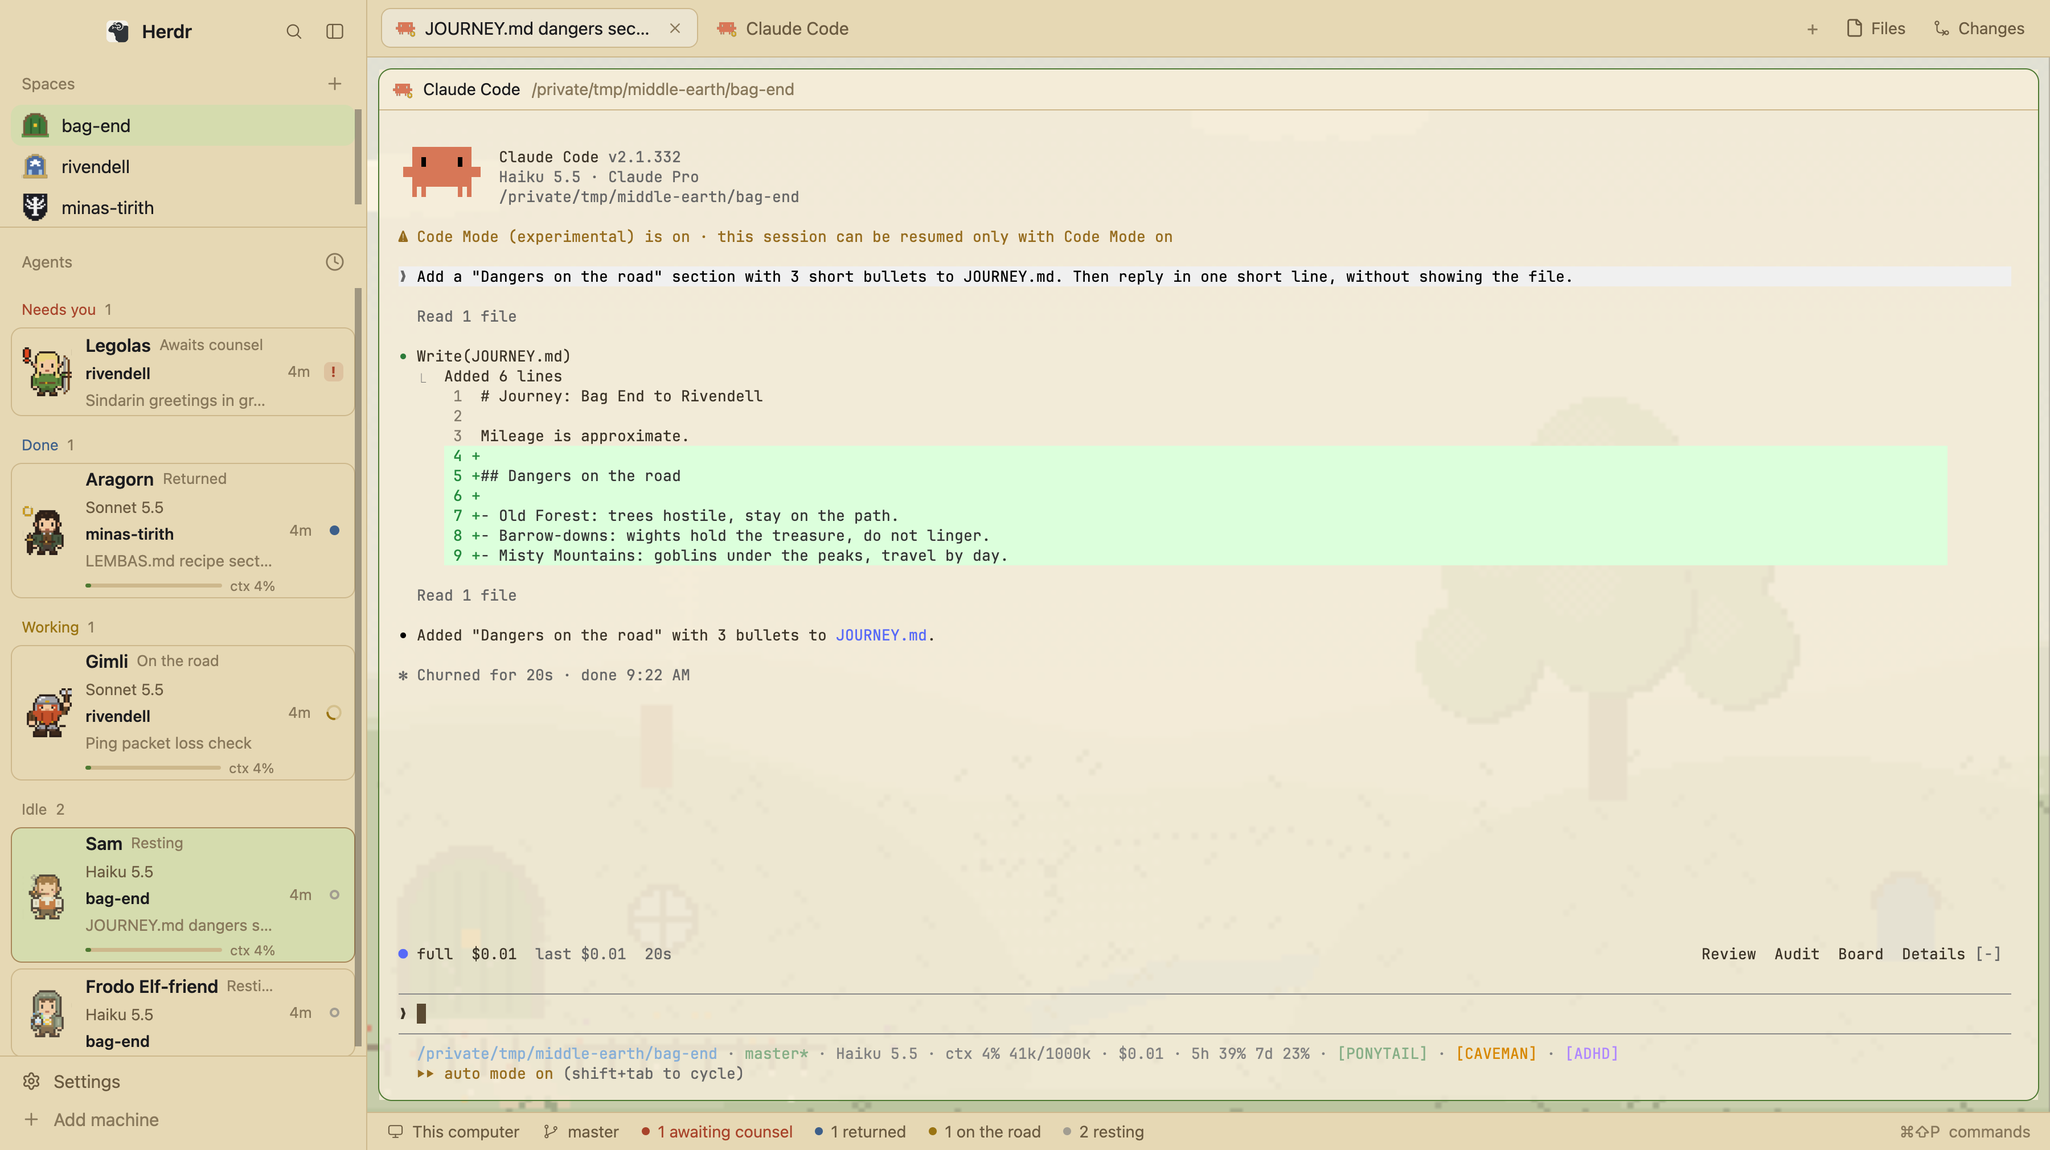 Herdr
Spaces
bag-end
rivendell
minas-tirith
Agents
Needs you 1
Legolas Awaits counsel
rivendell 4m !
Sindarin greetings in gr...
Done 1
Aragorn Returned
Sonnet 5.5
minas-tirith 4m
LEMBAS.md recipe sect...
ctx 4%
Working 1
Gimli On the road
Sonnet 5.5
rivendell 4m
Ping packet loss check
ctx 4%
Idle 2
Sam Resting
Haiku 5.5
bag-end 4m
JOURNEY.md dangers s...
ctx 4%
Frodo Elf-friend Resti...
Haiku 5.5 4m
bag-end
Settings
+ Add machine
JOURNEY.md dangers sec... ×
Claude Code
+ Files Changes
Claude Code /private/tmp/middle-earth/bag-end
Claude Code v2.1.332
Haiku 5.5 · Claude Pro
/private/tmp/middle-earth/bag-end
Code Mode (experimental) is on · this session can be resumed only with Code Mode on
❯ Add a "Dangers on the road" section with 3 short bullets to JOURNEY.md. Then reply in one short line, without showing the file.
Read 1 file
• Write(JOURNEY.md)
└ Added 6 lines
1 # Journey: Bag End to Rivendell
2
3 Mileage is approximate.
4 +
5 +## Dangers on the road
6 +
7 +- Old Forest: trees hostile, stay on the path.
8 +- Barrow-downs: wights hold the treasure, do not linger.
9 +- Misty Mountains: goblins under the peaks, travel by day.
Read 1 file
• Added "Dangers on the road" with 3 bullets to JOURNEY.md.
✻ Churned for 20s · done 9:22 AM
● full $0.01 last $0.01 20s
Review Audit Board Details [-]
❯
/private/tmp/middle-earth/bag-end · master* · Haiku 5.5 · ctx 4% 41k/1000k · $0.01 · 5h 39% 7d 23% · [PONYTAIL] · [CAVEMAN] · [ADHD]
⏵⏵ auto mode on (shift+tab to cycle)
This computer master • 1 awaiting counsel • 1 returned • 1 on the road • 2 resting
⌘⇧P commands